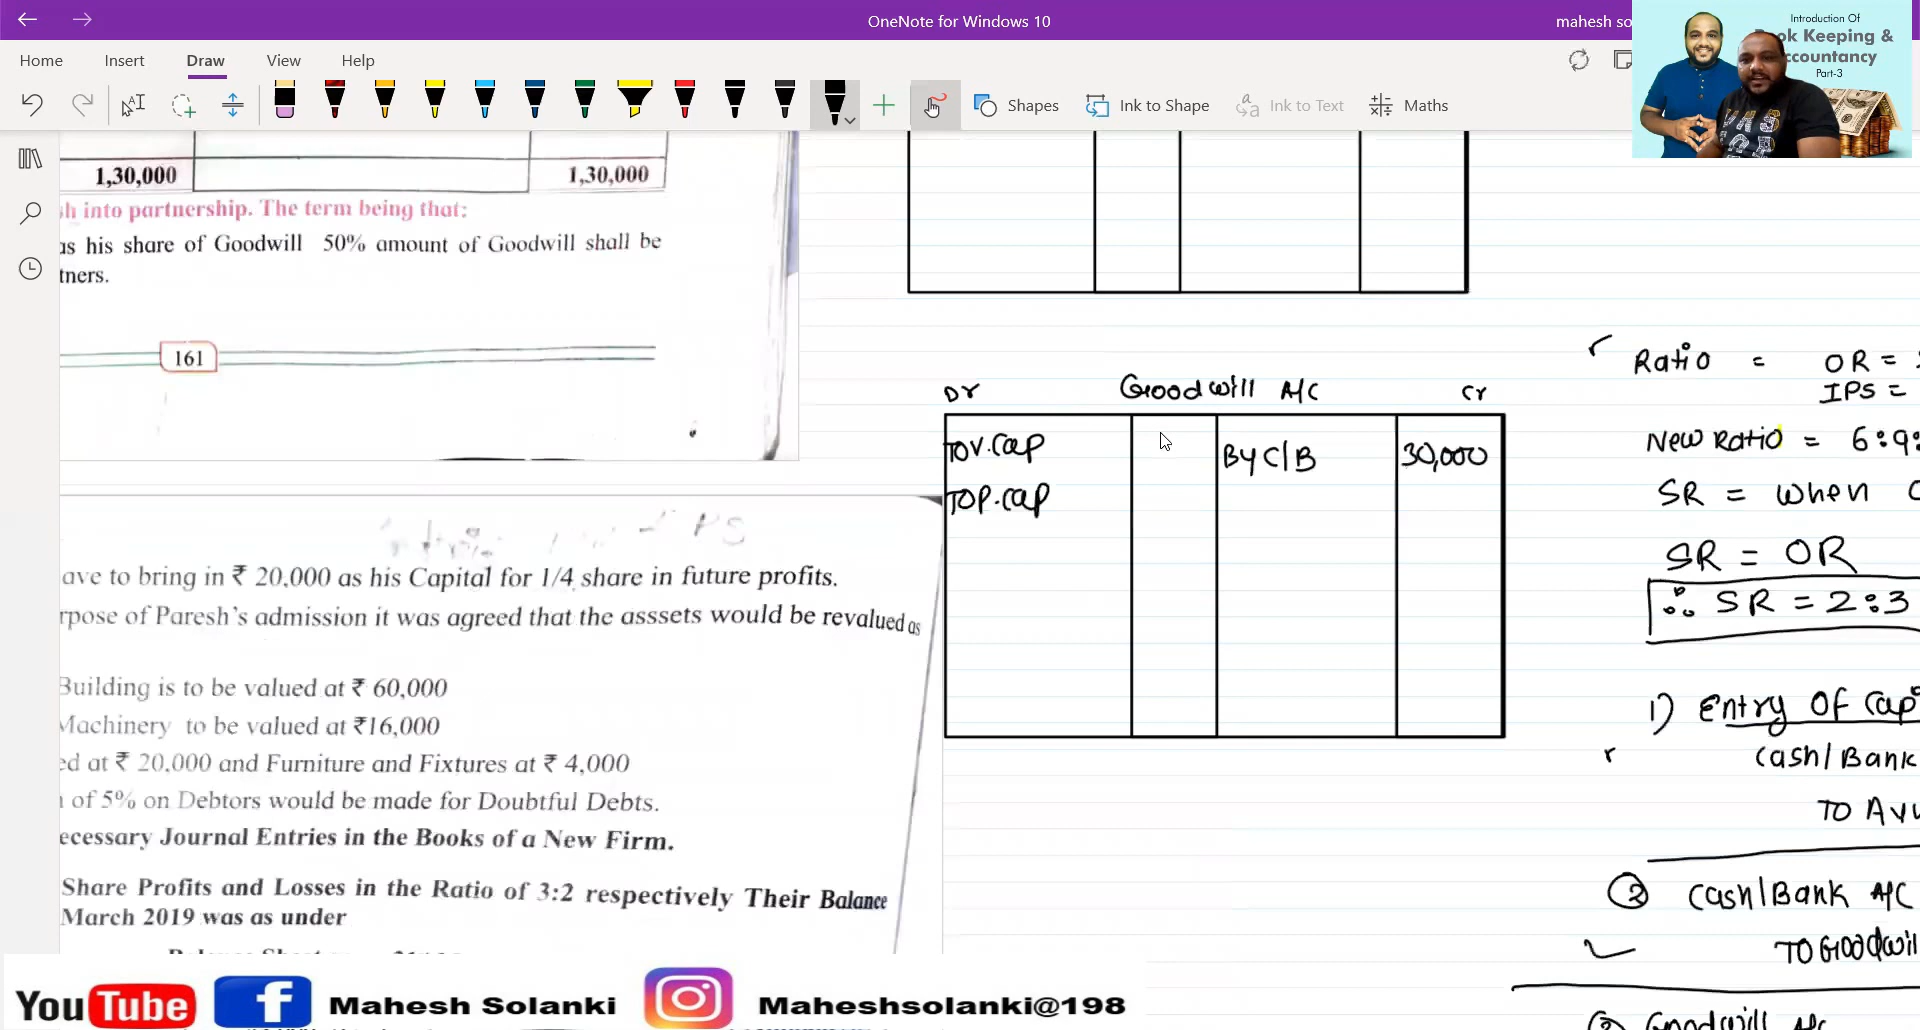 OneNote for Windows 10
mahesh so
Home Insert Draw View Help
Shapes Ink to Shape Ink to Text Maths
Introduction Of
ook Keeping &
ccountancy
Part-3
1,30,000 1,30,000
h into partnership. The term being that:
as his share of Goodwill 50% amount of Goodwill shall be
tners.
161
PS
ave to bring in ₹ 20,000 as his Capital for 1/4 share in future profits.
rpose of Paresh's admission it was agreed that the asssets would be revalued as
Building is to be valued at ₹ 60,000
Machinery to be valued at ₹16,000
ed at ₹ 20,000 and Furniture and Fixtures at ₹ 4,000
of 5% on Debtors would be made for Doubtful Debts.
ecessary Journal Entries in the Books of a New Firm.
Share Profits and Losses in the Ratio of 3:2 respectively Their Balance
March 2019 was as under
Dr Goodwill A/C Cr
TO V.Cap By C/B 30,000
TO P.Cap
Ratio = OR =
IPS =
New Ratio = 6:9:
SR = when
SR = OR
∴ SR = 2:3
1) Entry Of Cap
Cash/Bank
TO
② Cash/Bank A/C
TO Goodwil
Goodwill A/C
YouTube f Mahesh Solanki Maheshsolanki@198